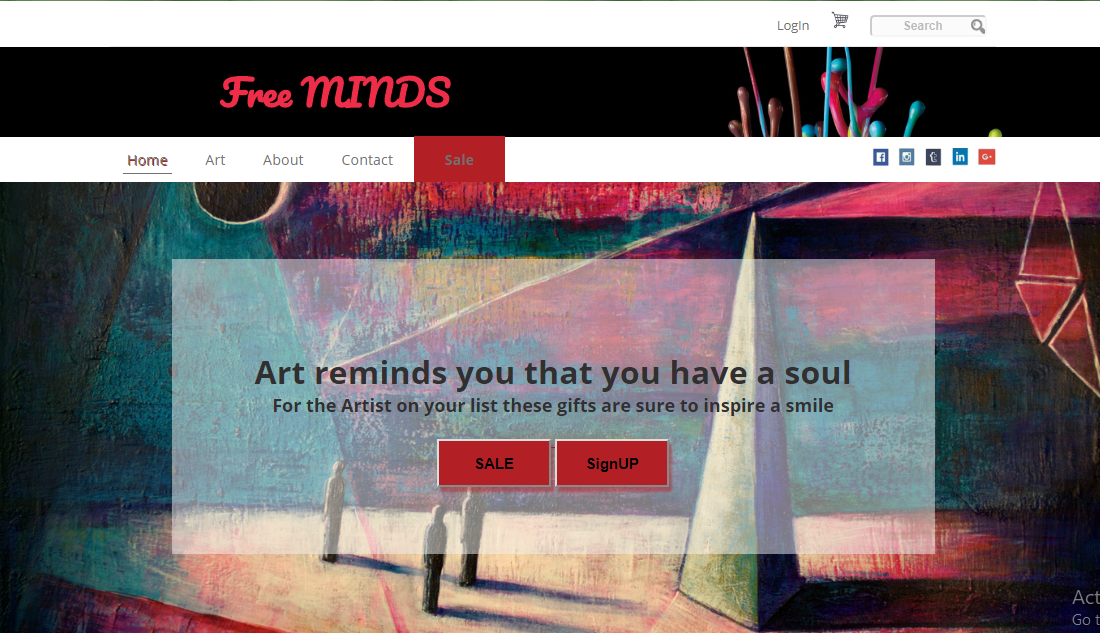 Login
Search
Free MINDS
Home Art About Contact Sale
G+
Art reminds you that you have a soul
For the Artist on your list these gifts are sure to inspire a smile
SALE SignUP
Act
Go t